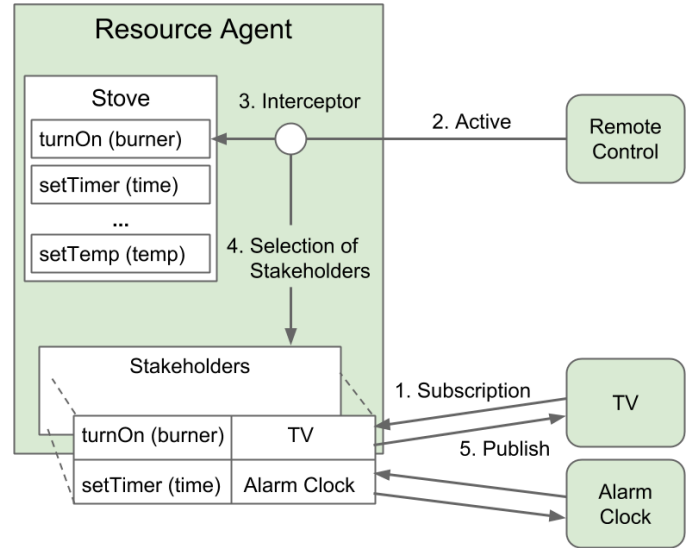 Resource Agent
Stove
turnOn (burner)
setTimer (time)
...
setTemp (temp)
3. Interceptor
2. Active
Remote
Control
4. Selection of
Stakeholders
Stakeholders
turnOn (burner) TV
setTimer (time) Alarm Clock
1. Subscription
5. Publish
TV
Alarm
Clock